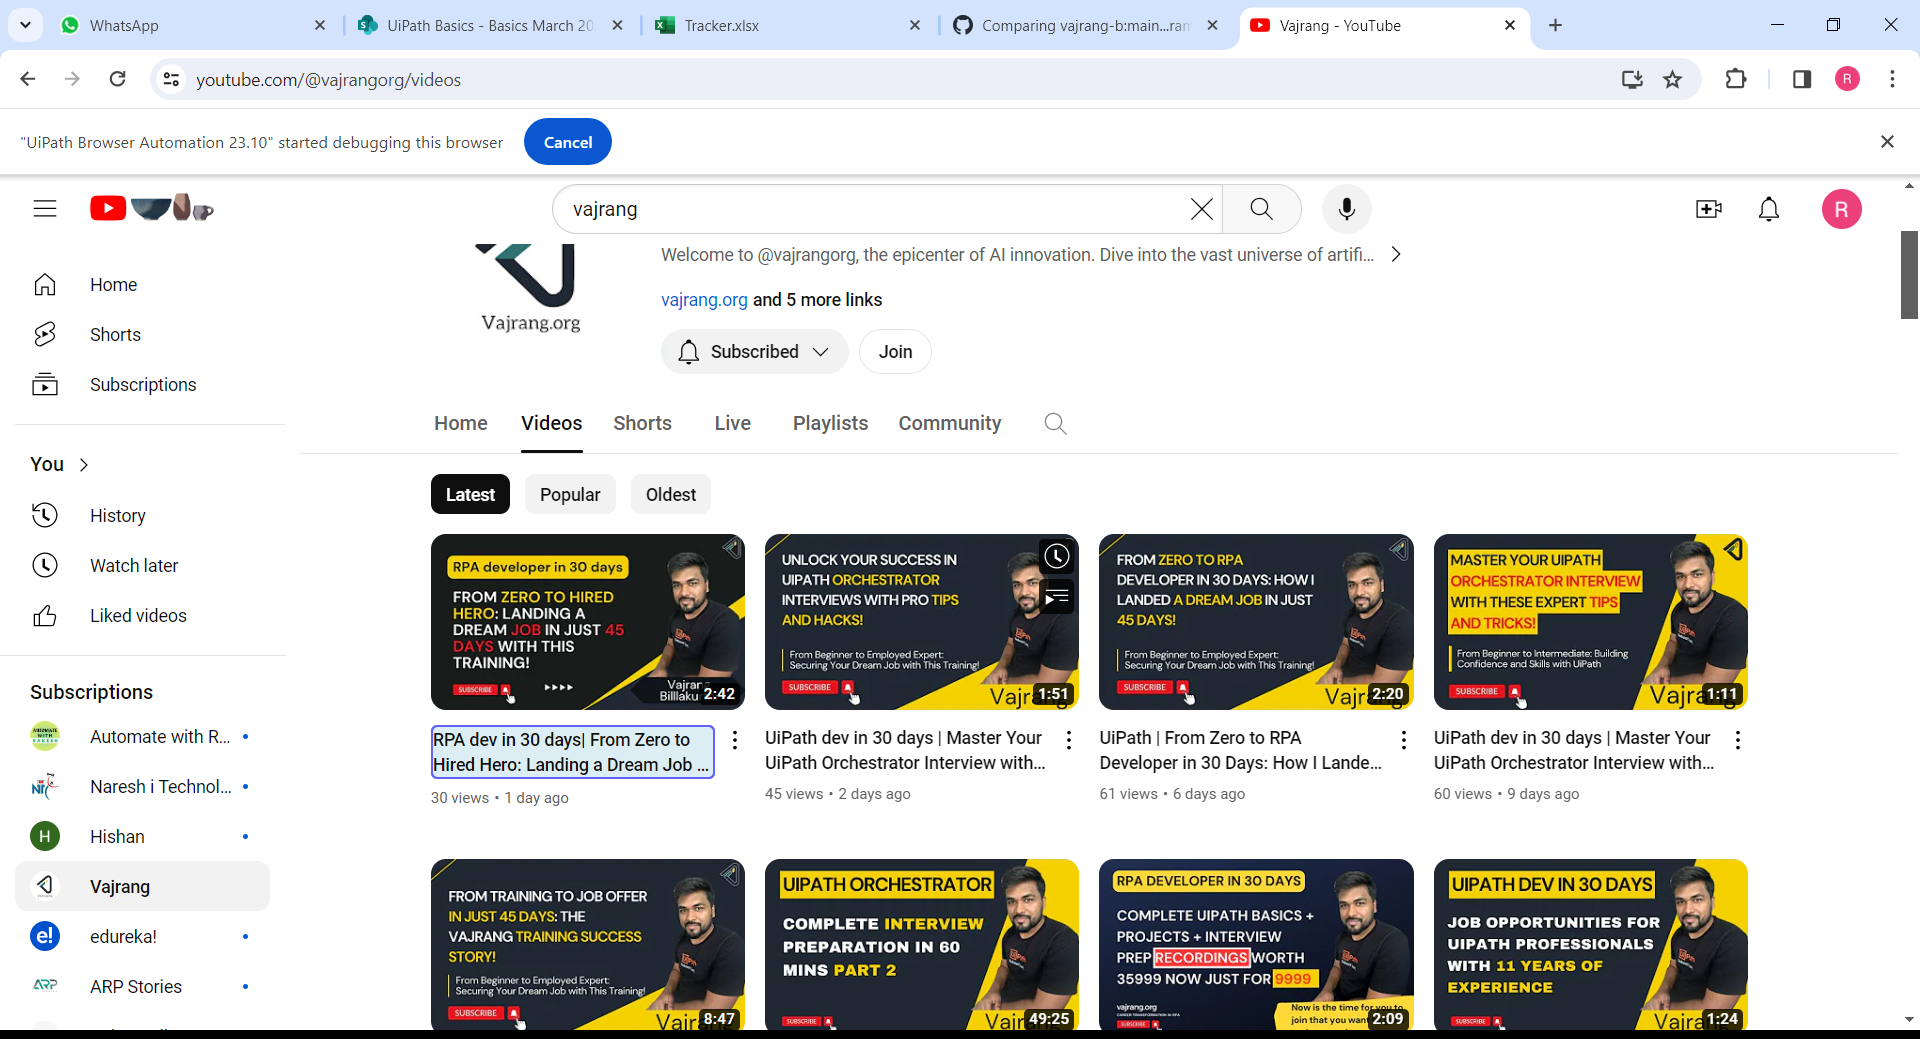 WhatsApp
UiPath Basics - Basics March 20
Tracker.xlsx
Comparing vajrang-b:main...ran
Vajrang - YouTube
youtube.com/@vajrangorg/videos
R
"UiPath Browser Automation 23.10" started debugging this browser
Cancel
vajrang
R
Home
Shorts
Subscriptions
You
History
Watch later
Liked videos
Subscriptions
Automate with R...
Naresh i Technol...
H
Hishan
Vajrang
e!
edureka!
ARP
ARP Stories
Vajrang.org
Welcome to @vajrangorg, the epicenter of AI innovation. Dive into the vast universe of artifi...
vajrang.org and 5 more links
Subscribed
Join
Home
Videos
Shorts
Live
Playlists
Community
Latest
Popular
Oldest
RPA developer in 30 days
FROM ZERO TO HIRED
HERO: LANDING A
DREAM JOB IN JUST 45
DAYS WITH THIS
TRAINING!
SUBSCRIBE
Vajrang
Billlaku
2:42
RPA dev in 30 days| From Zero to
Hired Hero: Landing a Dream Job ...
30 views • 1 day ago
UNLOCK YOUR SUCCESS IN
UIPATH ORCHESTRATOR
INTERVIEWS WITH PRO TIPS
AND HACKS!
From Beginner to Employed Expert:
Securing Your Dream Job with This Training!
SUBSCRIBE
1:51
UiPath dev in 30 days | Master Your
UiPath Orchestrator Interview with...
45 views • 2 days ago
FROM ZERO TO RPA
DEVELOPER IN 30 DAYS: HOW I
LANDED A DREAM JOB IN JUST
45 DAYS!
From Beginner to Employed Expert:
Securing Your Dream Job with This Training!
SUBSCRIBE
2:20
UiPath | From Zero to RPA
Developer in 30 Days: How I Lande...
61 views • 6 days ago
MASTER YOUR UIPATH
ORCHESTRATOR INTERVIEW
WITH THESE EXPERT TIPS
AND TRICKS!
From Beginner to Intermediate: Building
Confidence and Skills with UiPath
SUBSCRIBE
1:11
UiPath dev in 30 days | Master Your
UiPath Orchestrator Interview with...
60 views • 9 days ago
FROM TRAINING TO JOB OFFER
IN JUST 45 DAYS: THE
VAJRANG TRAINING SUCCESS
STORY!
From Beginner to Employed Expert:
Securing Your Dream Job with This Training!
SUBSCRIBE
8:47
UIPATH ORCHESTRATOR
COMPLETE INTERVIEW
PREPARATION IN 60
MINS PART 2
SUBSCRIBE
49:25
RPA DEVELOPER IN 30 DAYS
COMPLETE UIPATH BASICS +
PROJECTS + INTERVIEW
PREP RECORDINGS WORTH
35999 NOW JUST FOR 9999
vajrang.org
SUBSCRIBE
Now is the time for you to
join that you want
2:09
UIPATH DEV IN 30 DAYS
JOB OPPORTUNITIES FOR
UIPATH PROFESSIONALS
WITH 11 YEARS OF
EXPERIENCE
SUBSCRIBE
1:24